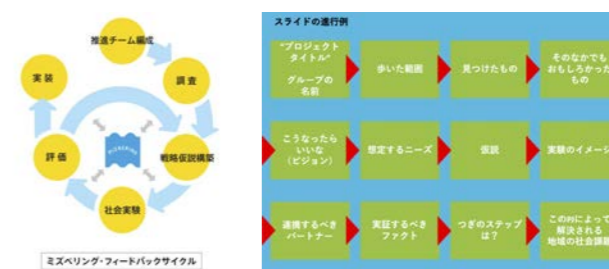 推進チーム編成
実装
調査
評価
戦略仮説構築
社会実験
ミズベリング・フィードバックサイクル
スライドの進行例
"プロジェクト
タイトル"
グループの
名前
歩いた範囲
見つけたもの
そのなかでも
おもしろかった
もの
こうなったら
いいな
(ビジョン)
想定するニーズ
仮説
実験のイメージ
連携するべき
パートナー
実証するべき
ファクト
つぎのステップ
は?
によって
解決される
地域の社会課題